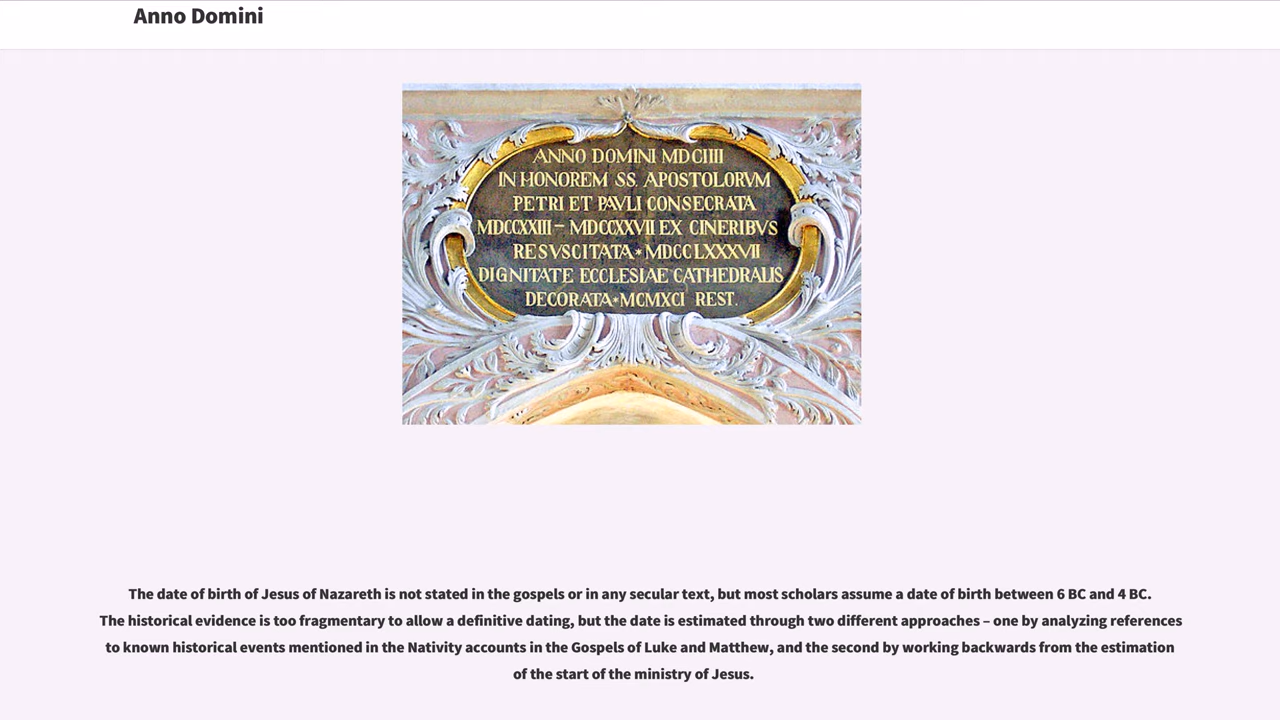 Anno Domini
ANNO DOMINI MDCIIII
IN HONOREM SS. APOSTOLORVM
PETRI ET PAVLI CONSECRATA
MDCCXXIII – MDCCXXVII EX CINERIBVS
RESVSCITATA * MDCCLXXXVII
DIGNITATE ECCLESIAE CATHEDRALIS
DECORATA * MCMXCI REST.
The date of birth of Jesus of Nazareth is not stated in the gospels or in any secular text, but most scholars assume a date of birth between 6 BC and 4 BC.
The historical evidence is too fragmentary to allow a definitive dating, but the date is estimated through two different approaches – one by analyzing references
to known historical events mentioned in the Nativity accounts in the Gospels of Luke and Matthew, and the second by working backwards from the estimation
of the start of the ministry of Jesus.